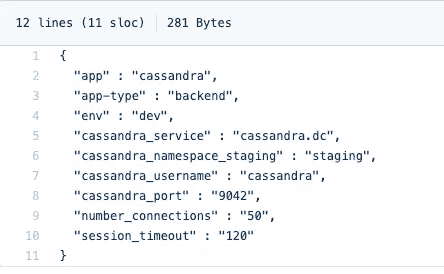 12 lines (11 sloc) 281 Bytes
1 {
2 "app" : "cassandra",
3 "app-type" : "backend",
4 "env" : "dev",
5 "cassandra_service" : "cassandra.dc",
6 "cassandra_namespace_staging" : "staging",
7 "cassandra_username" : "cassandra",
8 "cassandra_port" : "9042",
9 "number_connections" : "50",
10 "session_timeout" : "120"
11 }